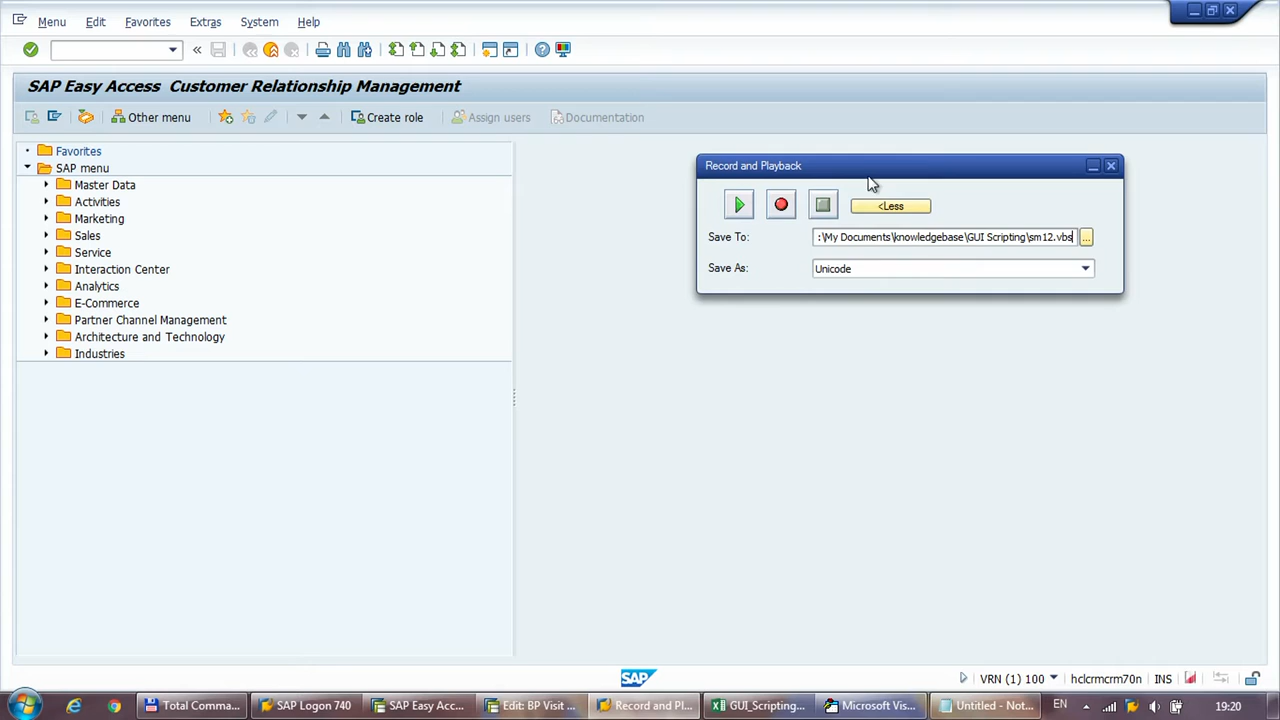 Menu Edit Favorites Extras System Help
SAP Easy Access Customer Relationship Management
Other menu Create role Assign users Documentation
Favorites
SAP menu
Master Data
Activities
Marketing
Sales
Service
Interaction Center
Analytics
E-Commerce
Partner Channel Management
Architecture and Technology
Industries
Record and Playback
<Less
Save To: :\My Documents\knowledgebase\GUI Scripting\sm12.vbs ...
Save As: Unicode
SAP VRN (1) 100 hclcrmcrm70n INS
Total Comma... SAP Logon 740 SAP Easy Acc... Edit: BP Visit ... Record and Pl... GUI_Scripting... Microsoft Vis... Untitled - Not... EN 19:20